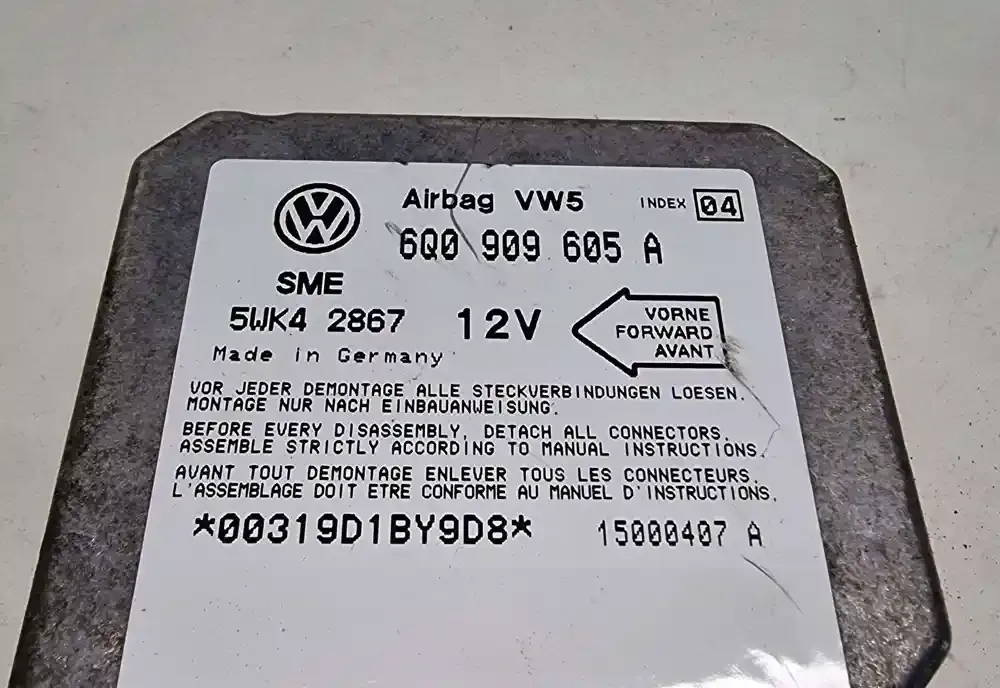 Airbag VW5 INDEX 04
6Q0 909 605 A
SME
5WK4 2867 12V
VORNE
FORWARD
AVANT
Made in Germany
VOR JEDER DEMONTAGE ALLE STECKVERBINDUNGEN LOESEN.
MONTAGE NUR NACH EINBAUANWEISUNG.
BEFORE EVERY DISASSEMBLY, DETACH ALL CONNECTORS.
ASSEMBLE STRICTLY ACCORDING TO MANUAL INSTRUCTIONS.
AVANT TOUT DEMONTAGE ENLEVER TOUS LES CONNECTEURS.
L'ASSEMBLAGE DOIT ETRE CONFORME AU MANUEL D'INSTRUCTIONS.
*00319D1BY9D8* 15000407 A